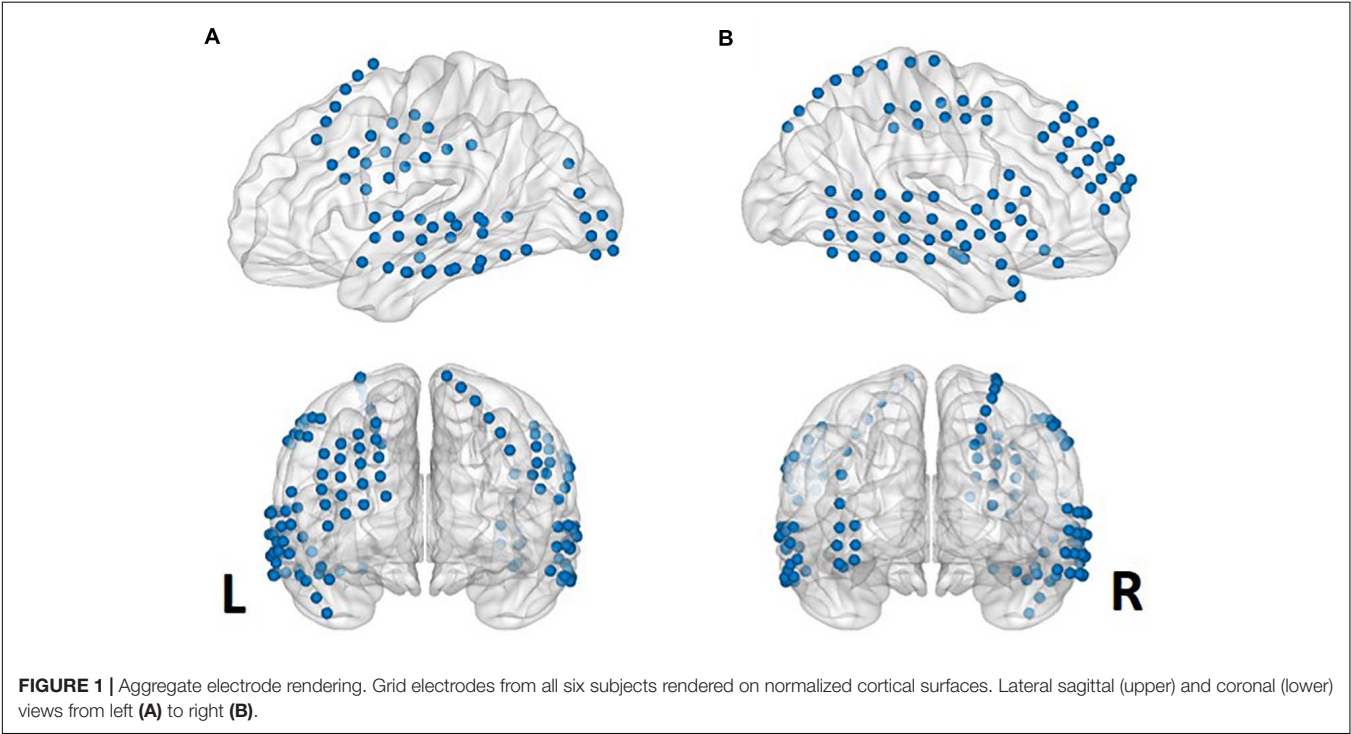 A
B
L
R
FIGURE 1 | Aggregate electrode rendering. Grid electrodes from all six subjects rendered on normalized cortical surfaces. Lateral sagittal (upper) and coronal (lower)
views from left (A) to right (B).